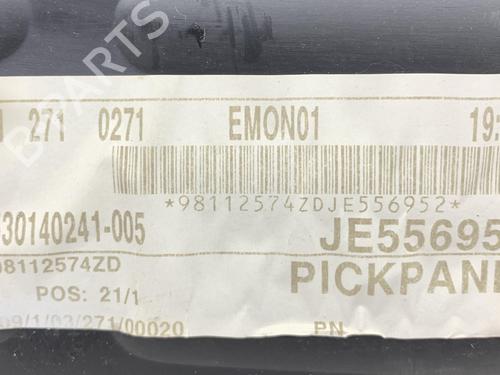 271 0271 EMON01 19-
*98112574ZDJE556952*
30140241-005 JE55695
98112574ZD PICKPAN
POS: 21/1
09/1/03/271/00020 PN
B-PARTS